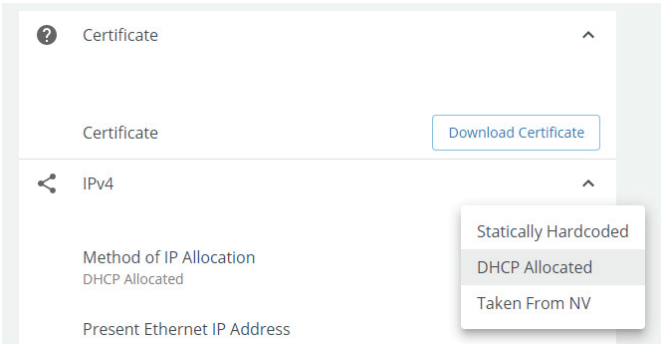 Certificate
Certificate
Download Certificate
IPv4
Method of IP Allocation
DHCP Allocated
Statically Hardcoded
DHCP Allocated
Taken From NV
Present Ethernet IP Address